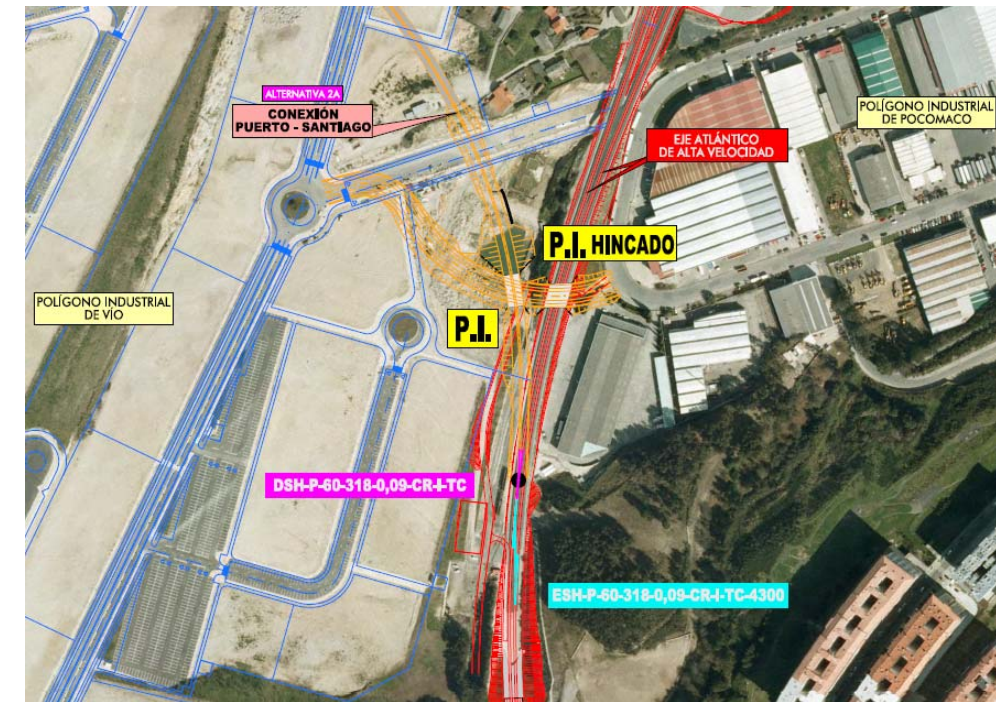 ALTERNATIVA 2A
CONEXIÓN
PUERTO - SANTIAGO
POLÍGONO INDUSTRIAL
DE POCOMACO
EJE ATLÁNTICO
DE ALTA VELOCIDAD
P.I. HINCADO
POLÍGONO INDUSTRIAL
DE VÍO
P.I.
DSH-P-60-318-0,09-CR-I-TC
ESH-P-60-318-0,09-CR-I-TC-4300